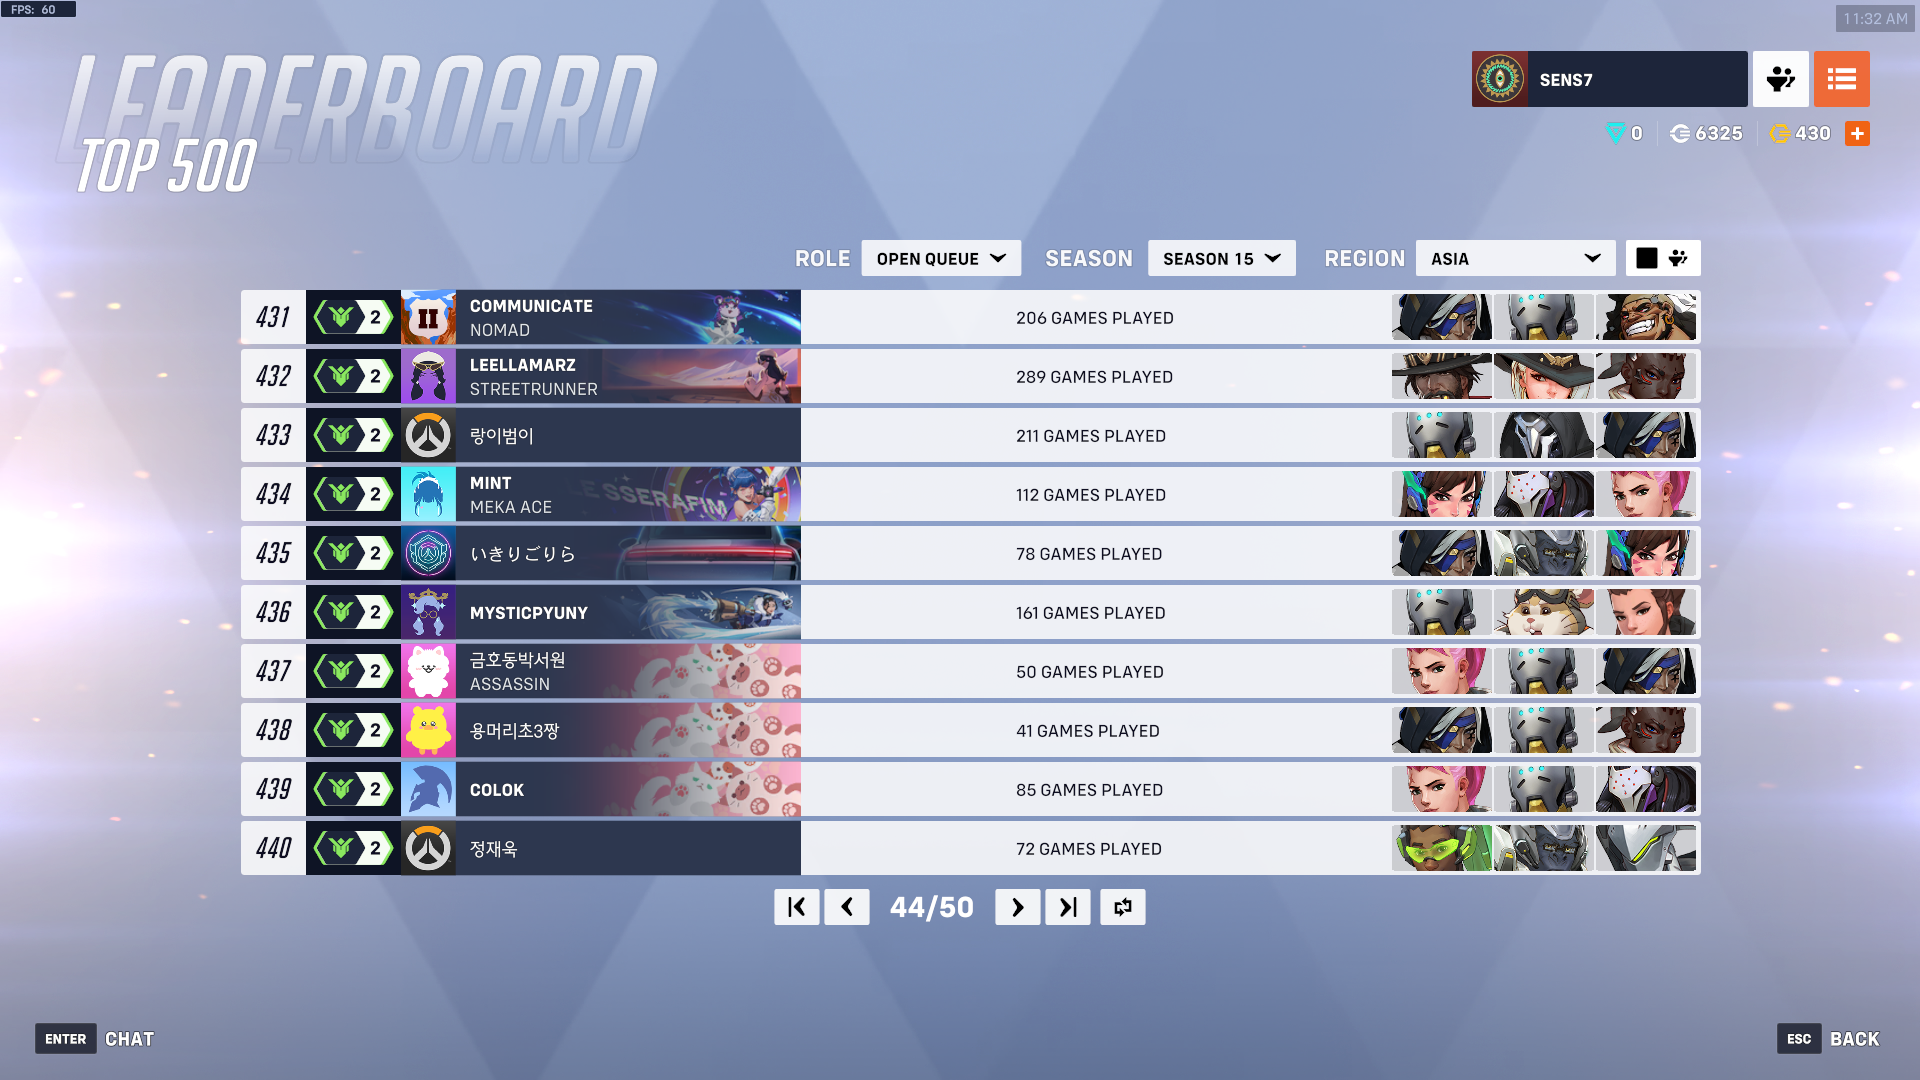 FPS: 60
11:32 AM
LEADERBOARD
TOP 500
SENS7
0 6325 430
ROLE OPEN QUEUE SEASON SEASON 15 REGION ASIA
431 2 II COMMUNICATE 206 GAMES PLAYED
NOMAD
432 2 LEELLAMARZ 289 GAMES PLAYED
STREETRUNNER
433 2 랑이범이 211 GAMES PLAYED
434 2 MINT LE SSERAFIM 112 GAMES PLAYED
MEKA ACE
435 2 いきりごりら 78 GAMES PLAYED
436 2 MYSTICPYUNY 161 GAMES PLAYED
437 2 금호동박서원 50 GAMES PLAYED
ASSASSIN
438 2 용머리초3짱 41 GAMES PLAYED
439 2 COLOK 85 GAMES PLAYED
440 2 정재욱 72 GAMES PLAYED
44/50
ENTER CHAT
ESC BACK